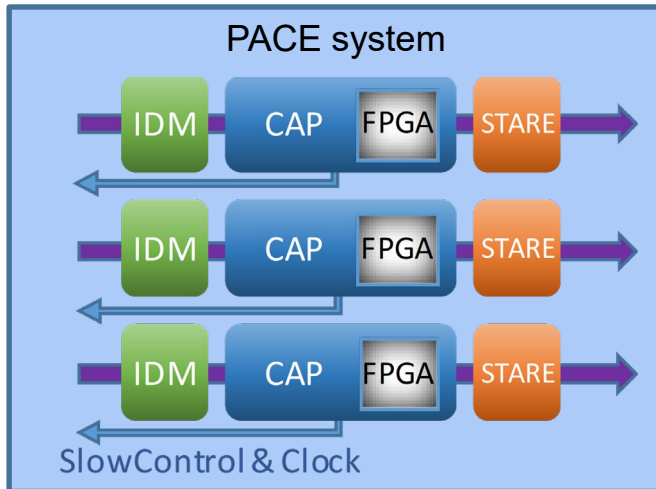 PACE system
IDM CAP FPGA STARE
IDM CAP FPGA STARE
IDM CAP FPGA STARE
SlowControl & Clock